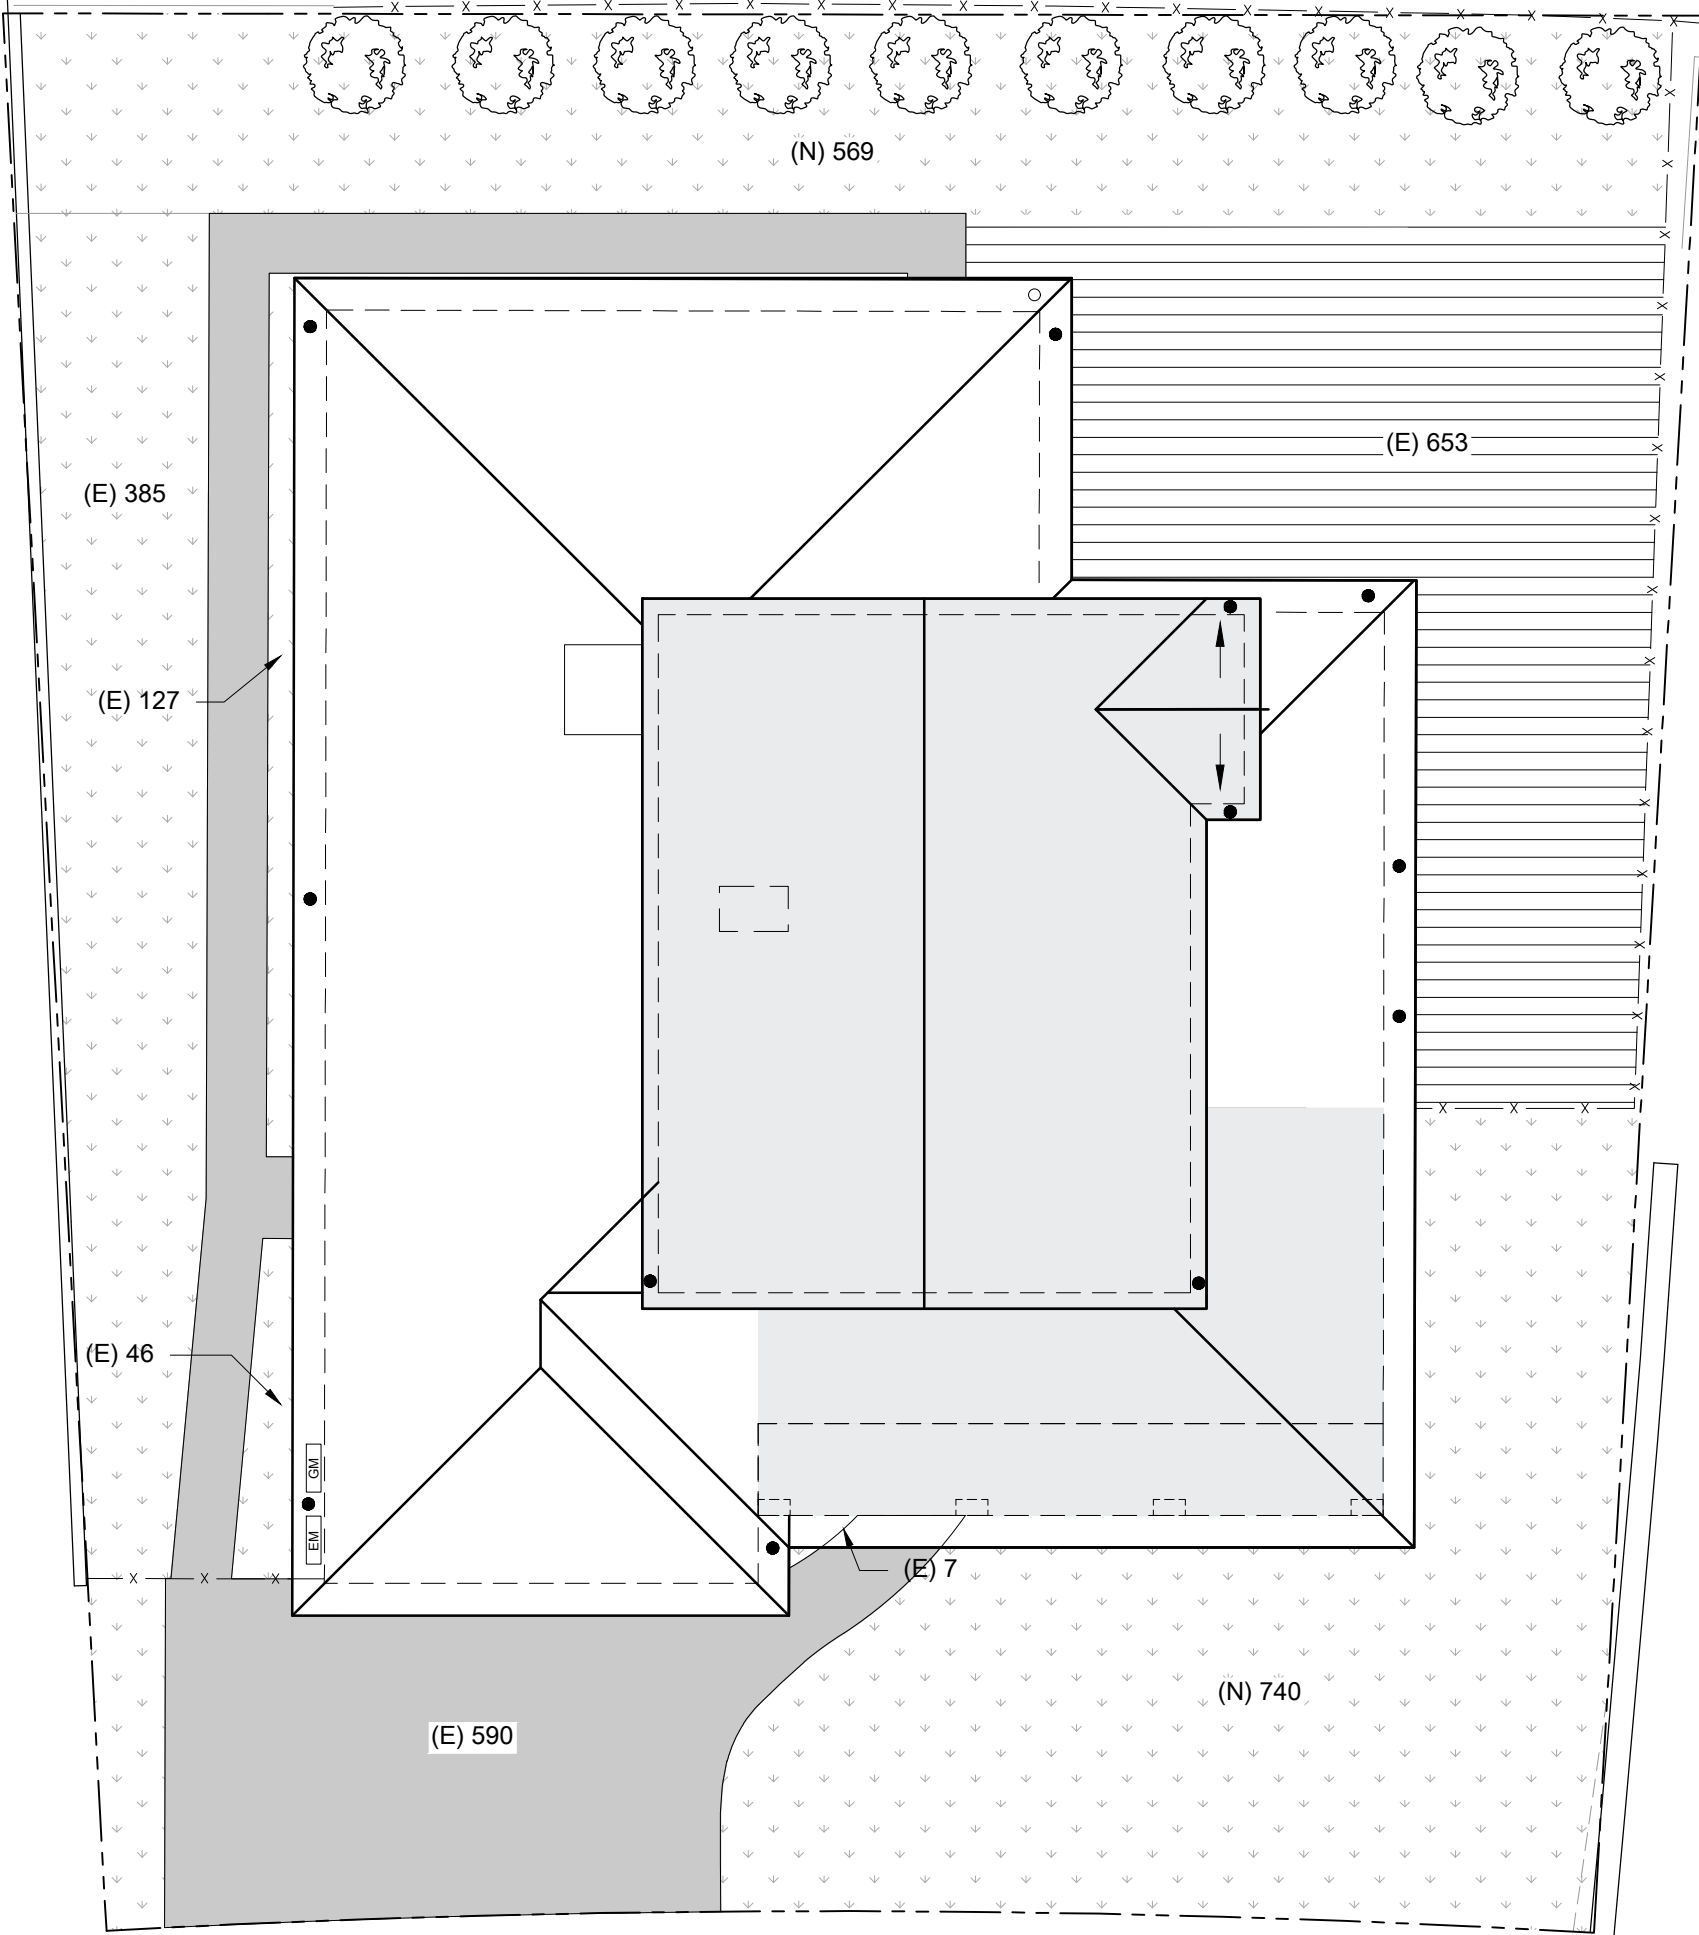 (N) 569
(E) 653
(E) 385
(E) 127
(E) 46
GM
EM
(E) 7
(N) 740
(E) 590